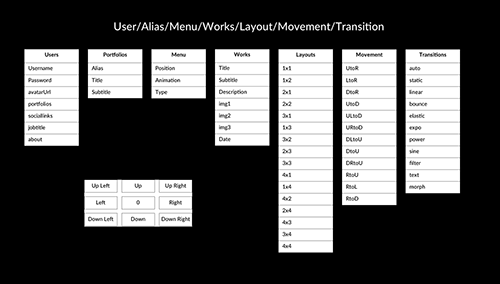 User/Alias/Menu/Works/Layout/Movement/Transition
Users
Username
Password
avatarUrl
portfolios
sociallinks
jobtitle
about
Portfolios
Alias
Title
Subtitle
Menu
Position
Animation
Type
Works
Title
Subtitle
Description
img1
img2
img3
Date
Layouts
1x1
1x2
2x1
2x2
3x1
1x3
3x2
2x3
3x3
4x1
1x4
4x2
2x4
4x3
3x4
4x4
Movement
UtoR
LtoR
DtoR
UtoD
ULtoD
URtoD
DLtoU
DtoU
DRtoU
RtoU
RtoL
RtoD
Transitions
auto
static
linear
bounce
elastic
expo
power
sine
filter
text
morph
Up Left Up Up Right
Left 0 Right
Down Left Down Down Right